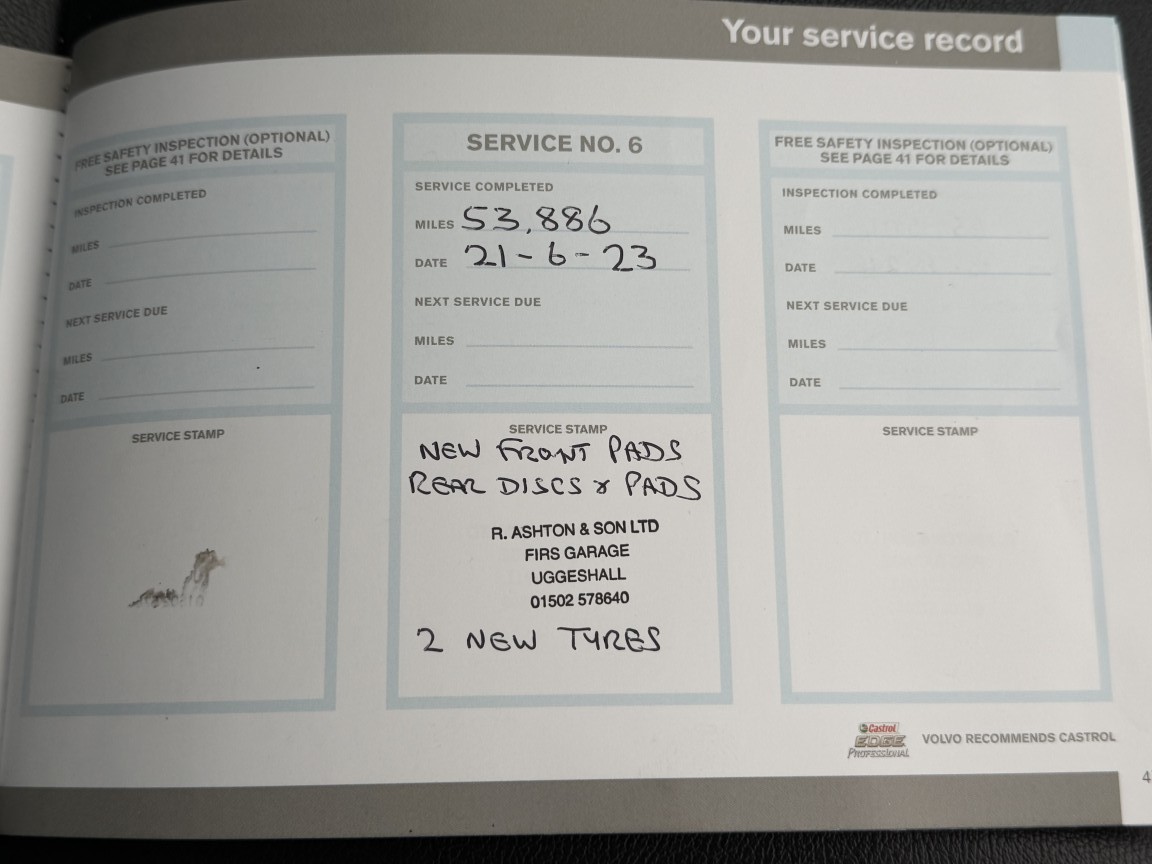 Your service record
FREE SAFETY INSPECTION (OPTIONAL)
SEE PAGE 41 FOR DETAILS
INSPECTION COMPLETED
MILES
DATE
NEXT SERVICE DUE
MILES
DATE
SERVICE STAMP
SERVICE NO. 6
SERVICE COMPLETED
MILES 53,886
DATE 21-6-23
NEXT SERVICE DUE
MILES
DATE
SERVICE STAMP
NEW FRONT PADS
REAR DISCS & PADS
R. ASHTON & SON LTD
FIRS GARAGE
UGGESHALL
01502 578640
2 NEW TYRES
FREE SAFETY INSPECTION (OPTIONAL)
SEE PAGE 41 FOR DETAILS
INSPECTION COMPLETED
MILES
DATE
NEXT SERVICE DUE
MILES
DATE
SERVICE STAMP
Castrol
EDGE
PROFESSIONAL
VOLVO RECOMMENDS CASTROL
4